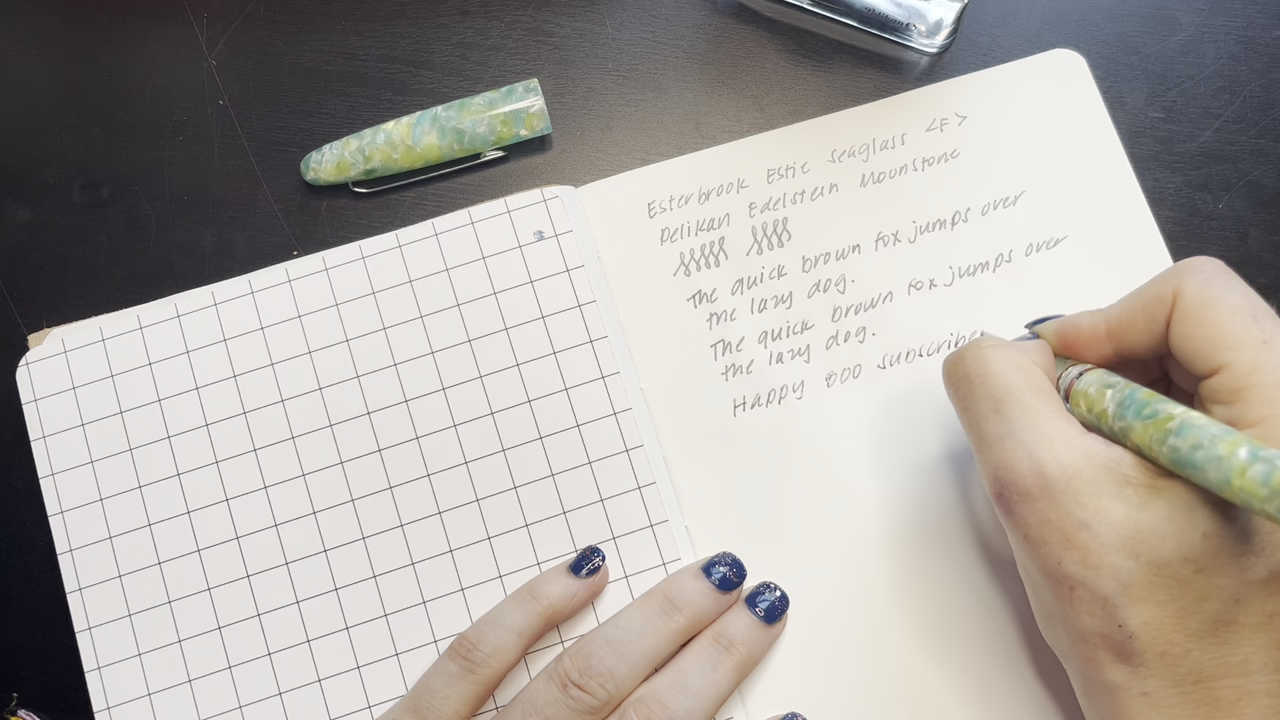 Esterbrook Estie Seaglass <F>
Pelikan Edelstein Moonstone
The quick brown fox jumps over
the lazy dog.
The quick brown fox jumps over
the lazy dog.
Happy 800 subscribe